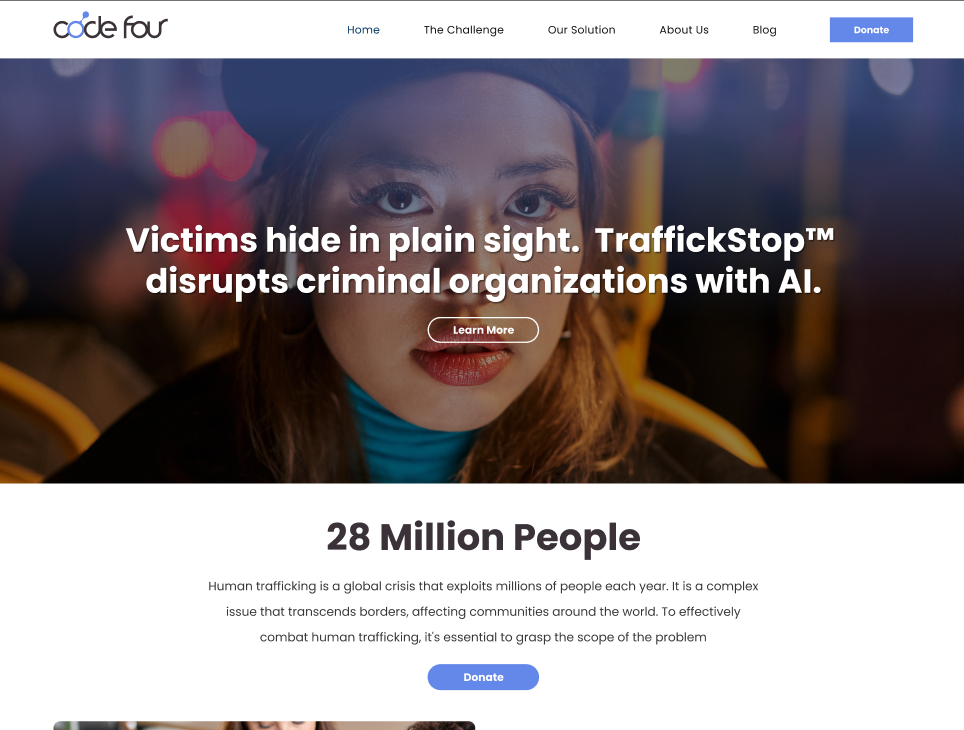 code four
Home
The Challenge
Our Solution
About Us
Blog
Donate
Victims hide in plain sight.  TraffickStop™
disrupts criminal organizations with AI.
Learn More
28 Million People
Human trafficking is a global crisis that exploits millions of people each year. It is a complex
issue that transcends borders, affecting communities around the world. To effectively
combat human trafficking, it's essential to grasp the scope of the problem
Donate